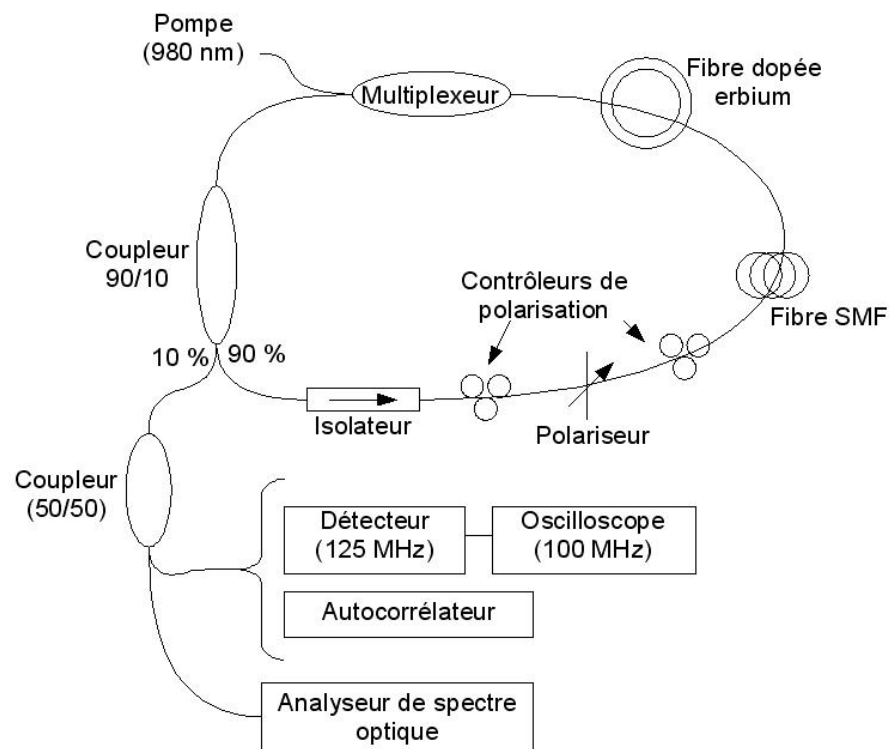 Pompe
(980 nm)
Multiplexeur
Fibre dopée
erbium
Coupleur
90/10
Contrôleurs de
polarisation
Fibre SMF
10 %
90 %
Isolateur
Polariseur
Coupleur
(50/50)
Détecteur
(125 MHz)
Oscilloscope
(100 MHz)
Autocorrélateur
Analyseur de spectre
optique